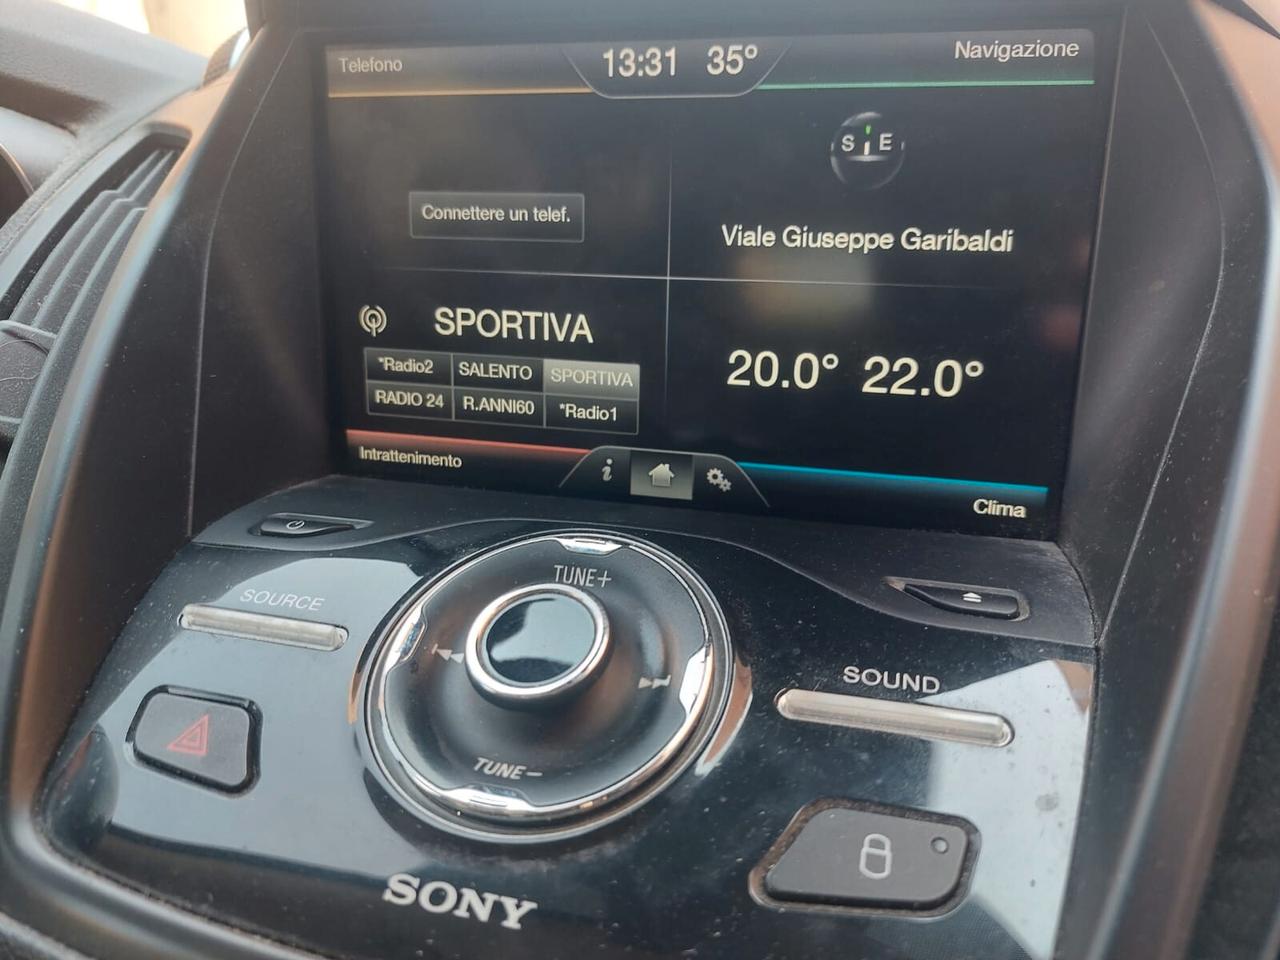 Telefono
13:31 35°
Navigazione
S E
Connettere un telef.
Viale Giuseppe Garibaldi
SPORTIVA
*Radio2 SALENTO SPORTIVA
RADIO 24 R.ANNI60 *Radio1
20.0° 22.0°
Intrattenimento
i
Clima
SOURCE
TUNE+
TUNE−
SOUND
SONY